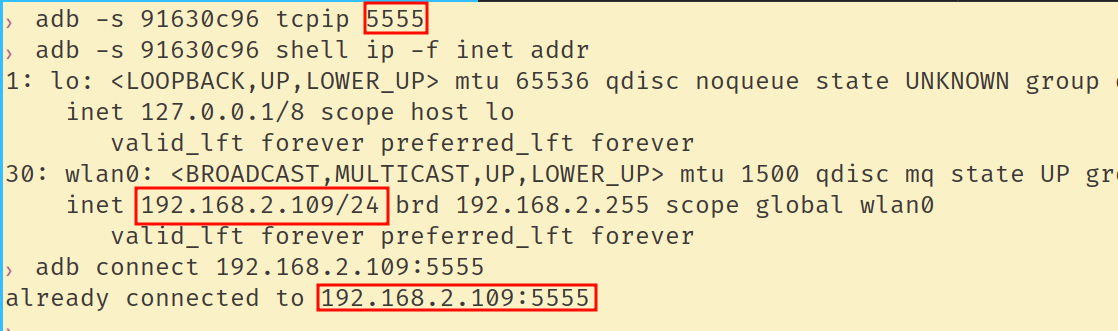 ❯ adb -s 91630c96 tcpip 5555
❯ adb -s 91630c96 shell ip -f inet addr
1: lo: <LOOPBACK,UP,LOWER_UP> mtu 65536 qdisc noqueue state UNKNOWN group
inet 127.0.0.1/8 scope host lo
valid_lft forever preferred_lft forever
30: wlan0: <BROADCAST,MULTICAST,UP,LOWER_UP> mtu 1500 qdisc mq state UP
inet 192.168.2.109/24 brd 192.168.2.255 scope global wlan0
valid_lft forever preferred_lft forever
❯ adb connect 192.168.2.109:5555
already connected to 192.168.2.109:5555